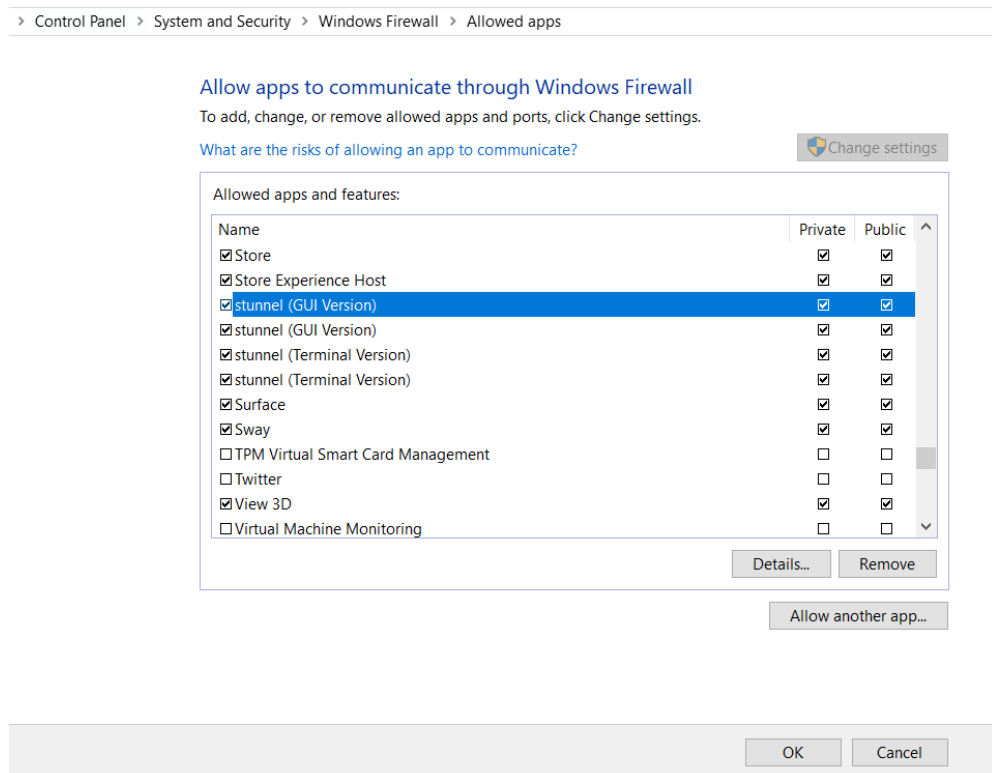 > Control Panel > System and Security > Windows Firewall > Allowed apps
Allow apps to communicate through Windows Firewall
To add, change, or remove allowed apps and ports, click Change settings.
What are the risks of allowing an app to communicate?
Change settings
Allowed apps and features:
Name Private Public
Store
Store Experience Host
stunnel (GUI Version)
stunnel (GUI Version)
stunnel (Terminal Version)
stunnel (Terminal Version)
Surface
Sway
TPM Virtual Smart Card Management
Twitter
View 3D
Virtual Machine Monitoring
Details... Remove
Allow another app...
OK Cancel